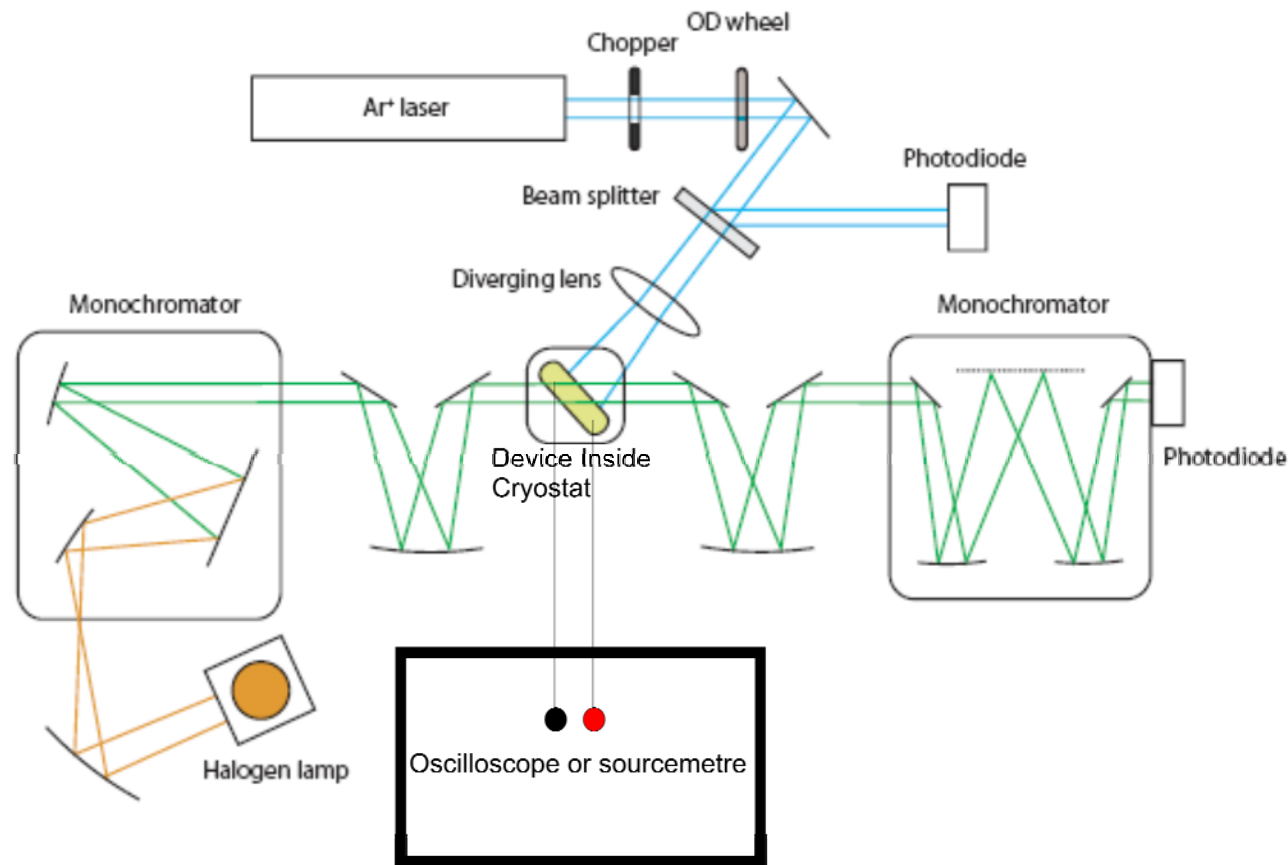 OD wheel
Chopper
Ar⁺ laser
Photodiode
Beam splitter
Diverging lens
Monochromator
Monochromator
Device Inside
Cryostat
Photodiode
Halogen lamp
Oscilloscope or sourcemetre